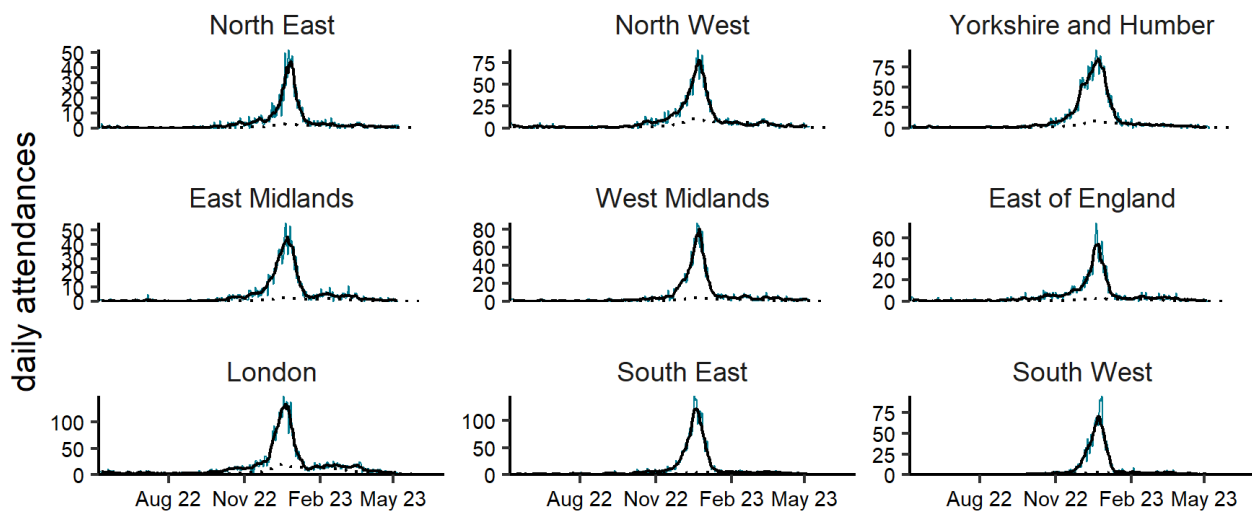 North East North West Yorkshire and Humber
50 40 30 20 10 0 75 50 25 0 75 50 25 0
East Midlands West Midlands East of England
50 40 30 20 10 0 80 60 40 20 0 60 40 20 0
daily attendances
London South East South West
100 50 0 100 50 0 75 50 25 0
Aug 22 Nov 22 Feb 23 May 23 Aug 22 Nov 22 Feb 23 May 23 Aug 22 Nov 22 Feb 23 May 23